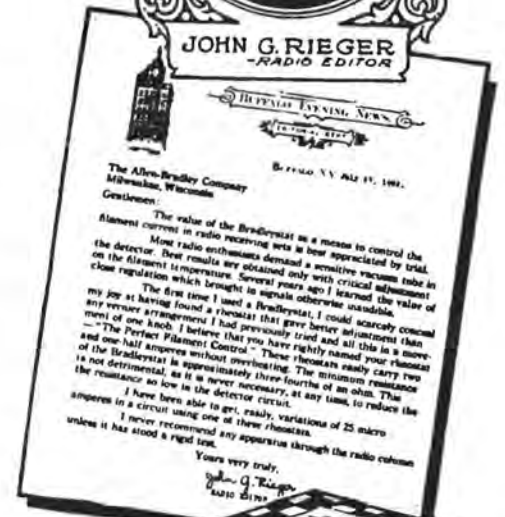 JOHN G. RIEGER
-RADIO EDITOR
BUFFALO EVENING NEWS
EDITORIAL DEPT
BUFFALO, N.Y. July
The Allen-Bradley Company
Milwaukee, Wisconsin
Gentlemen:
The value of the Bradleystat as a means to control the
filament current in radio receiving sets is best appreciated by trial.
Most radio enthusiasts demand a sensitive vacuum tube in
the detector. Best results are obtained only with critical adjustment
on the filament temperature. Several years ago I learned the value of
close regulation which brought in signals otherwise inaudible.
The first time I used a Bradleystat, I could scarcely conceal
my joy at having found a rheostat that gave better adjustment than
any vernier arrangement I had previously tried and all this in a move-
ment of one knob. I believe that you have rightly named your rheostat
—"The Perfect Filament Control." These rheostats easily carry two
and one-half amperes without overheating. The minimum resistance
of the Bradleystat is approximately three-fourths of an ohm. This
is not detrimental, as it is never necessary, at any time, to reduce the
the resistance so low in the detector circuit.
I have been able to get, easily, variations of 25 micro
amperes in a circuit using one of these rheostats.
I never recommend any apparatus through the radio column
unless it has stood a rigid test.
Yours very truly,
John G. Rieger
RADIO EDITOR